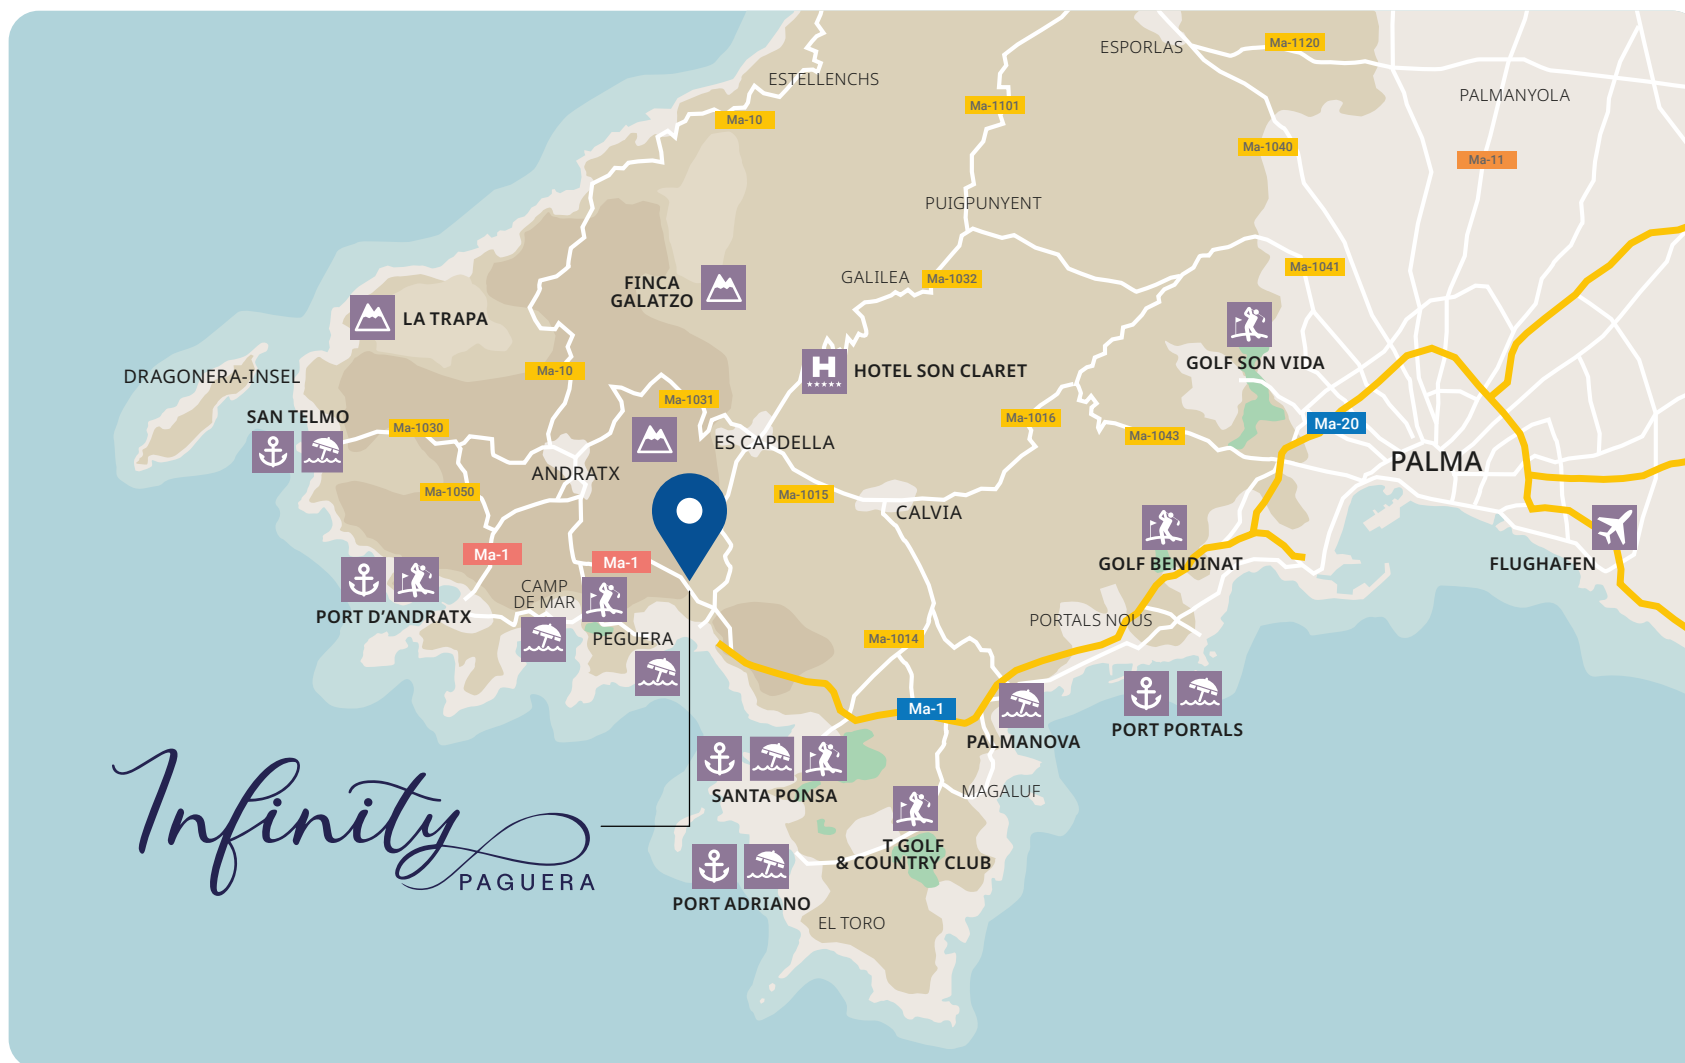 ESPORLAS
Ma-1120
ESTELLENCHS
PALMANYOLA
Ma-10
Ma-1101
Ma-1040
Ma-11
PUIGPUNYENT
FINCA
GALATZO
GALILEA
Ma-1032
Ma-1041
LA TRAPA
DRAGONERA-INSEL
Ma-10
HOTEL SON CLARET
H
GOLF SON VIDA
SAN TELMO
Ma-1030
Ma-1031
Ma-1016
Ma-1043
Ma-20
ES CAPDELLA
PALMA
ANDRATX
Ma-1050
Ma-1015
CALVIA
Ma-1
Ma-1
GOLF BENDINAT
FLUGHAFEN
CAMP
DE MAR
PORT D'ANDRATX
PEGUERA
Ma-1014
PORTALS NOUS
Ma-1
PALMANOVA
PORT PORTALS
SANTA PONSA
MAGALUF
Infinity
PAGUERA
T GOLF
& COUNTRY CLUB
PORT ADRIANO
EL TORO